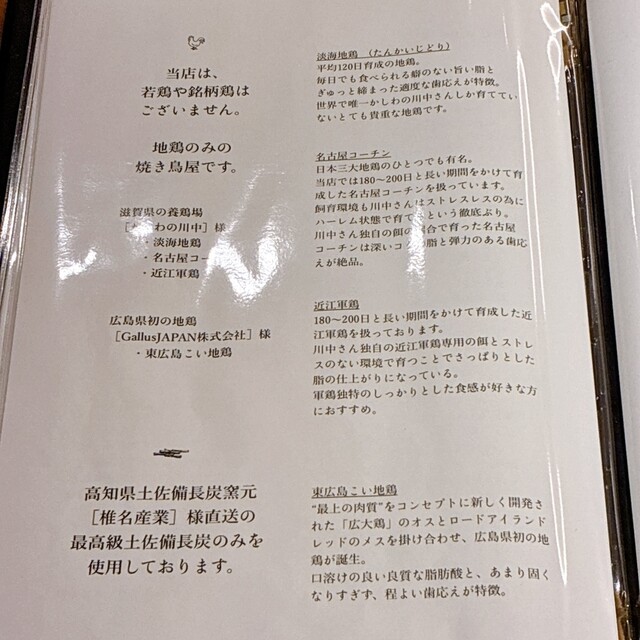 当店は、
若鶏や銘柄鶏は
ございません。
地鶏のみの
焼き鳥屋です。
滋賀県の養鶏場
[かしわの川中] 様
・淡海地鶏
・名古屋コーチン
・近江軍鶏
広島県初の地鶏
[GallusJAPAN株式会社] 様
・東広島こい地鶏
高知県土佐備長炭窯元
[椎名産業] 様直送の
最高級土佐備長炭のみを
使用しております。
淡海地鶏 (たんかいじどり)
平均120日育成の地鶏。
毎日でも食べられる癖のない旨い脂と
ぎゅっと締まった適度な歯応えが特徴。
世界で唯一かしわの川中さんしか育ててい
ないとても貴重な地鶏です。
名古屋コーチン
日本三大地鶏のひとつでも有名。
当店では180〜200日と長い期間をかけて育
成した名古屋コーチンを扱っています。
飼育環境も川中さんはストレスレスの為に
ハーレム状態で育て
という徹底ぶり。
川中さん独自の餌の
合で育った名古屋
コーチンは深いコ
脂と弾力のある歯応
えが絶品。
近江軍鶏
180〜200日と長い期間をかけて育成した近
江軍鶏を扱っております。
川中さん独自の近江軍鶏専用の餌とストレ
スのない環境で育つことでさっぱりとした
脂の仕上がりになっている。
軍鶏独特のしっかりとした食感が好きな方
におすすめ。
東広島こい地鶏
“最上の肉質”をコンセプトに新しく開発さ
れた「広大鶏」のオスとロードアイランド
レッドのメスを掛け合わせ、広島県初の地
鶏が誕生。
口溶けの良い良質な脂肪酸と、あまり固く
なりすぎず、程よい歯応えが特徴。